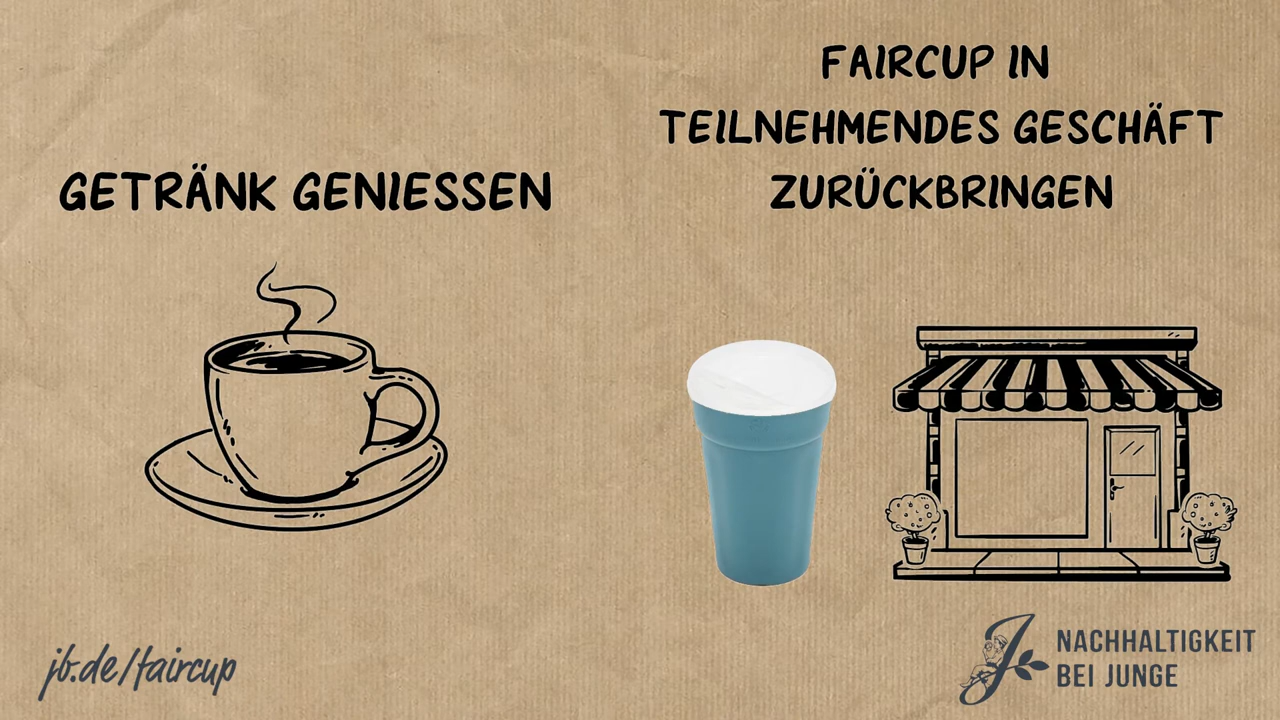 GETRÄNK GENIESSEN
FAIRCUP IN
TEILNEHMENDES GESCHÄFT
ZURÜCKBRINGEN
jb.de/faircup
NACHHALTIGKEIT
BEI JUNGE